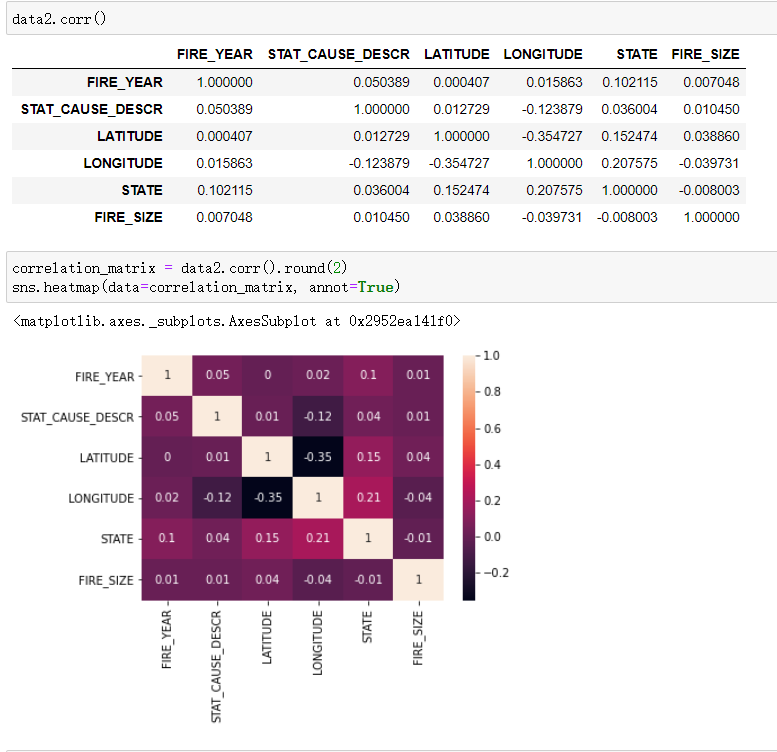 data2.corr()
FIRE_YEAR STAT_CAUSE_DESCR LATITUDE LONGITUDE STATE FIRE_SIZE
FIRE_YEAR 1.000000 0.050389 0.000407 0.015863 0.102115 0.007048
STAT_CAUSE_DESCR 0.050389 1.000000 0.012729 -0.123879 0.036004 0.010450
LATITUDE 0.000407 0.012729 1.000000 -0.354727 0.152474 0.038860
LONGITUDE 0.015863 -0.123879 -0.354727 1.000000 0.207575 -0.039731
STATE 0.102115 0.036004 0.152474 0.207575 1.000000 -0.008003
FIRE_SIZE 0.007048 0.010450 0.038860 -0.039731 -0.008003 1.000000
correlation_matrix = data2.corr().round(2)
sns.heatmap(data=correlation_matrix, annot=True)
<matplotlib.axes._subplots.AxesSubplot at 0x2952ea141f0>
FIRE_YEAR 1 0.05 0 0.02 0.1 0.01
STAT_CAUSE_DESCR 0.05 1 0.01 -0.12 0.04 0.01
LATITUDE 0 0.01 1 -0.35 0.15 0.04
LONGITUDE 0.02 -0.12 -0.35 1 0.21 -0.04
STATE 0.1 0.04 0.15 0.21 1 -0.01
FIRE_SIZE 0.01 0.01 0.04 -0.04 -0.01 1
FIRE_YEAR
STAT_CAUSE_DESCR
LATITUDE
LONGITUDE
STATE
FIRE_SIZE
1.0
0.8
0.6
0.4
0.2
0.0
−0.2